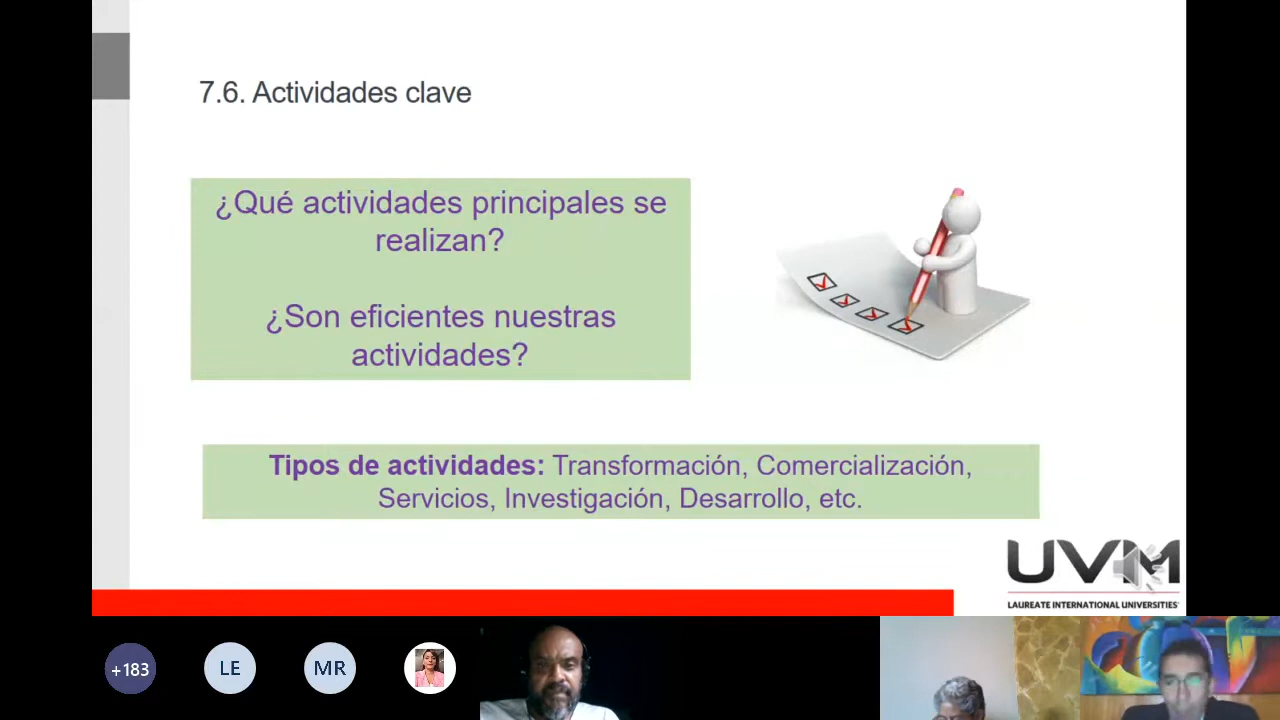 7.6. Actividades clave
¿Qué actividades principales se
realizan?
¿Son eficientes nuestras
actividades?
Tipos de actividades: Transformación, Comercialización,
Servicios, Investigación, Desarrollo, etc.
UVM
LAUREATE INTERNATIONAL UNIVERSITIES
+183
LE
MR